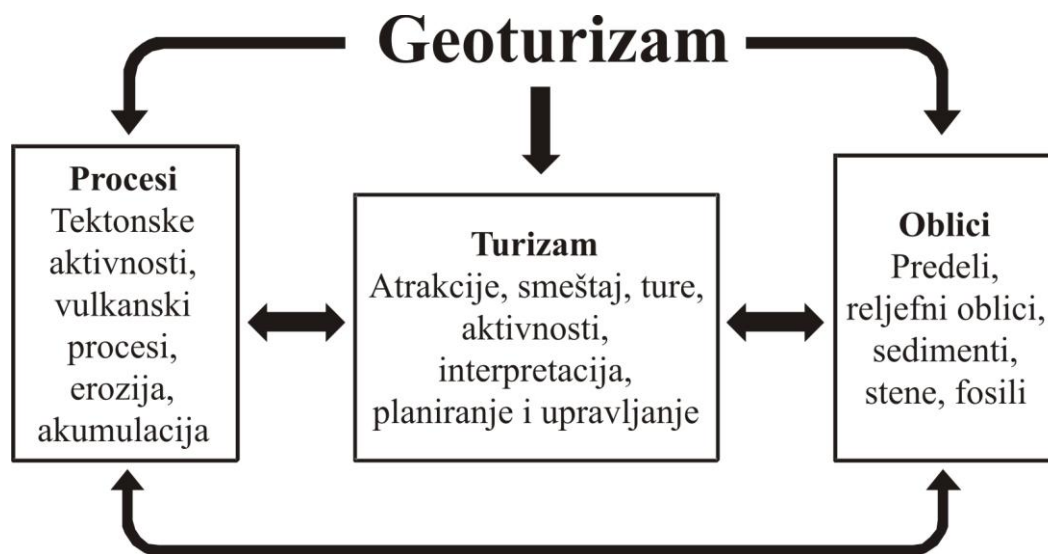 Geoturizam
Procesi
Tektonske
aktivnosti,
vulkanski
procesi,
erozija,
akumulacija
Turizam
Atrakcije, smeštaj, ture,
aktivnosti,
interpretacija,
planiranje i upravljanje
Oblici
Predeli,
reljefni oblici,
sedimenti,
stene, fosili